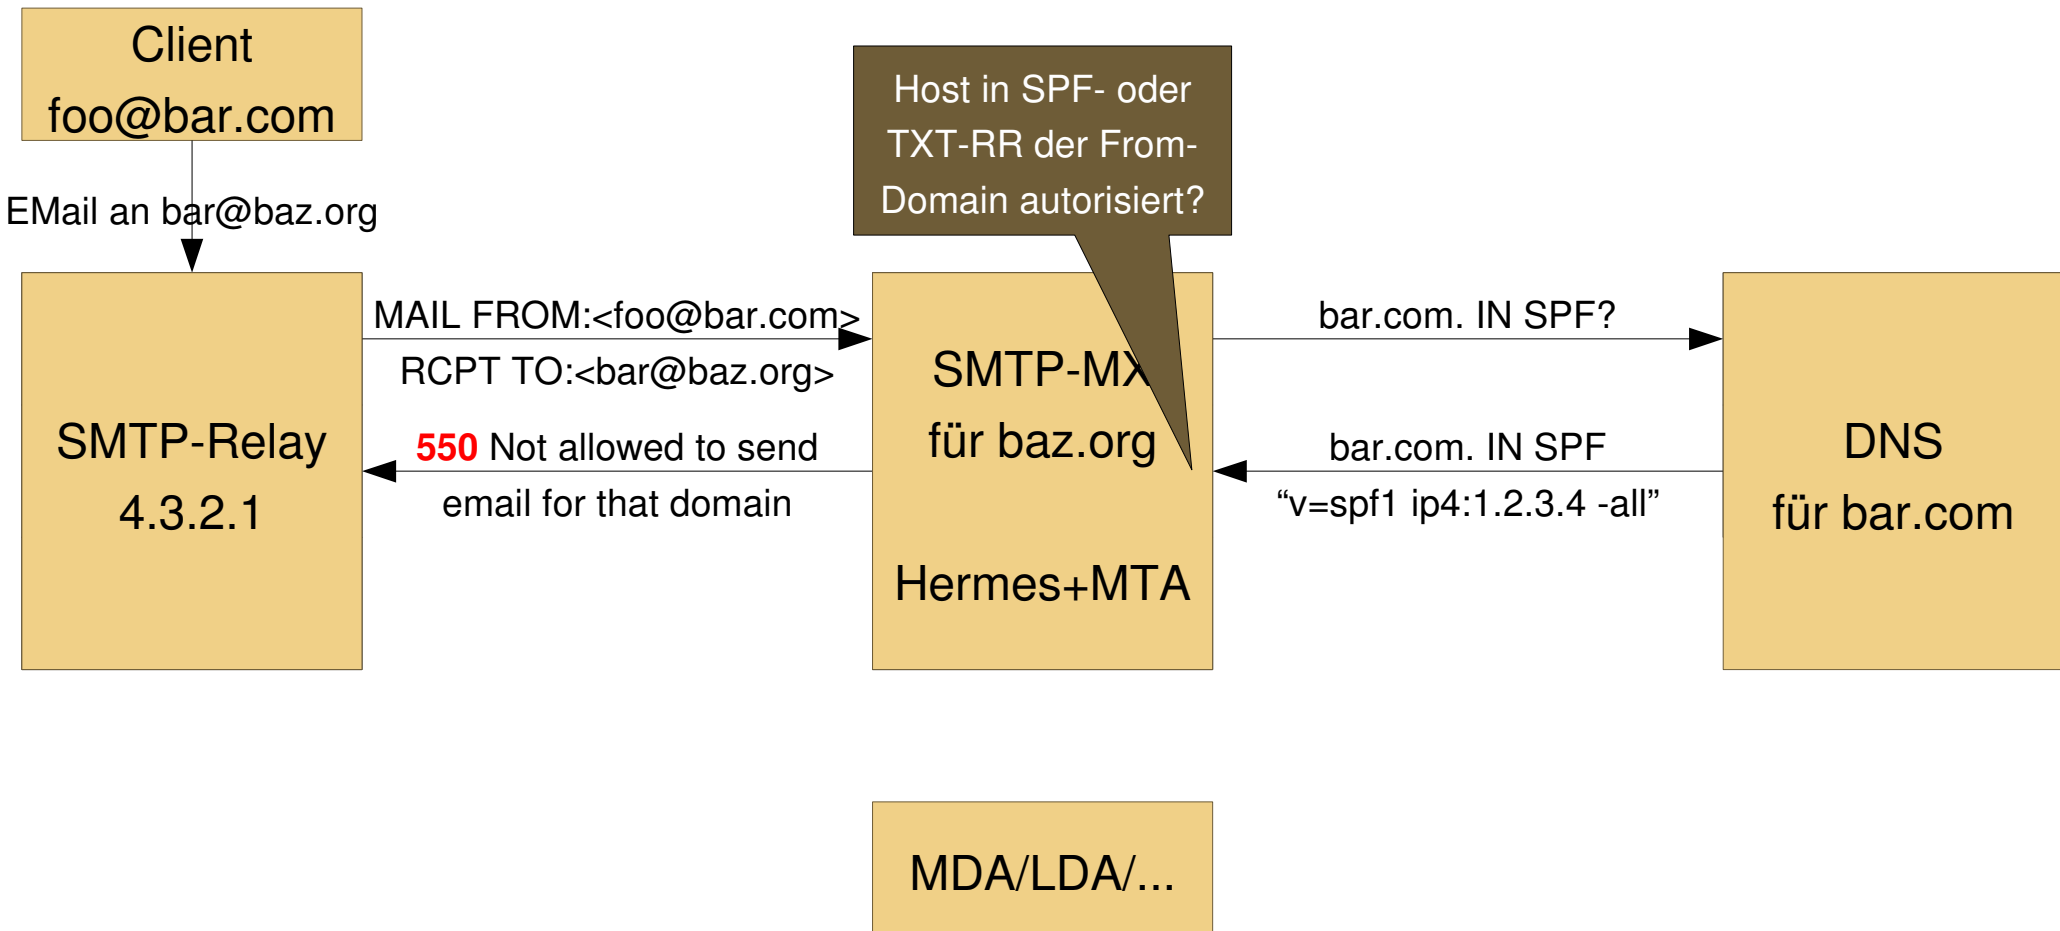 Client
foo@bar.com
EMail an bar@baz.org
SMTP-Relay
4.3.2.1
MAIL FROM:<foo@bar.com>
RCPT TO:<bar@baz.org>
550 Not allowed to send
email for that domain
Host in SPF- oder
TXT-RR der From-
Domain autorisiert?
SMTP-MX
für baz.org
Hermes+MTA
bar.com. IN SPF?
bar.com. IN SPF
“v=spf1 ip4:1.2.3.4 -all”
DNS
für bar.com
MDA/LDA/...